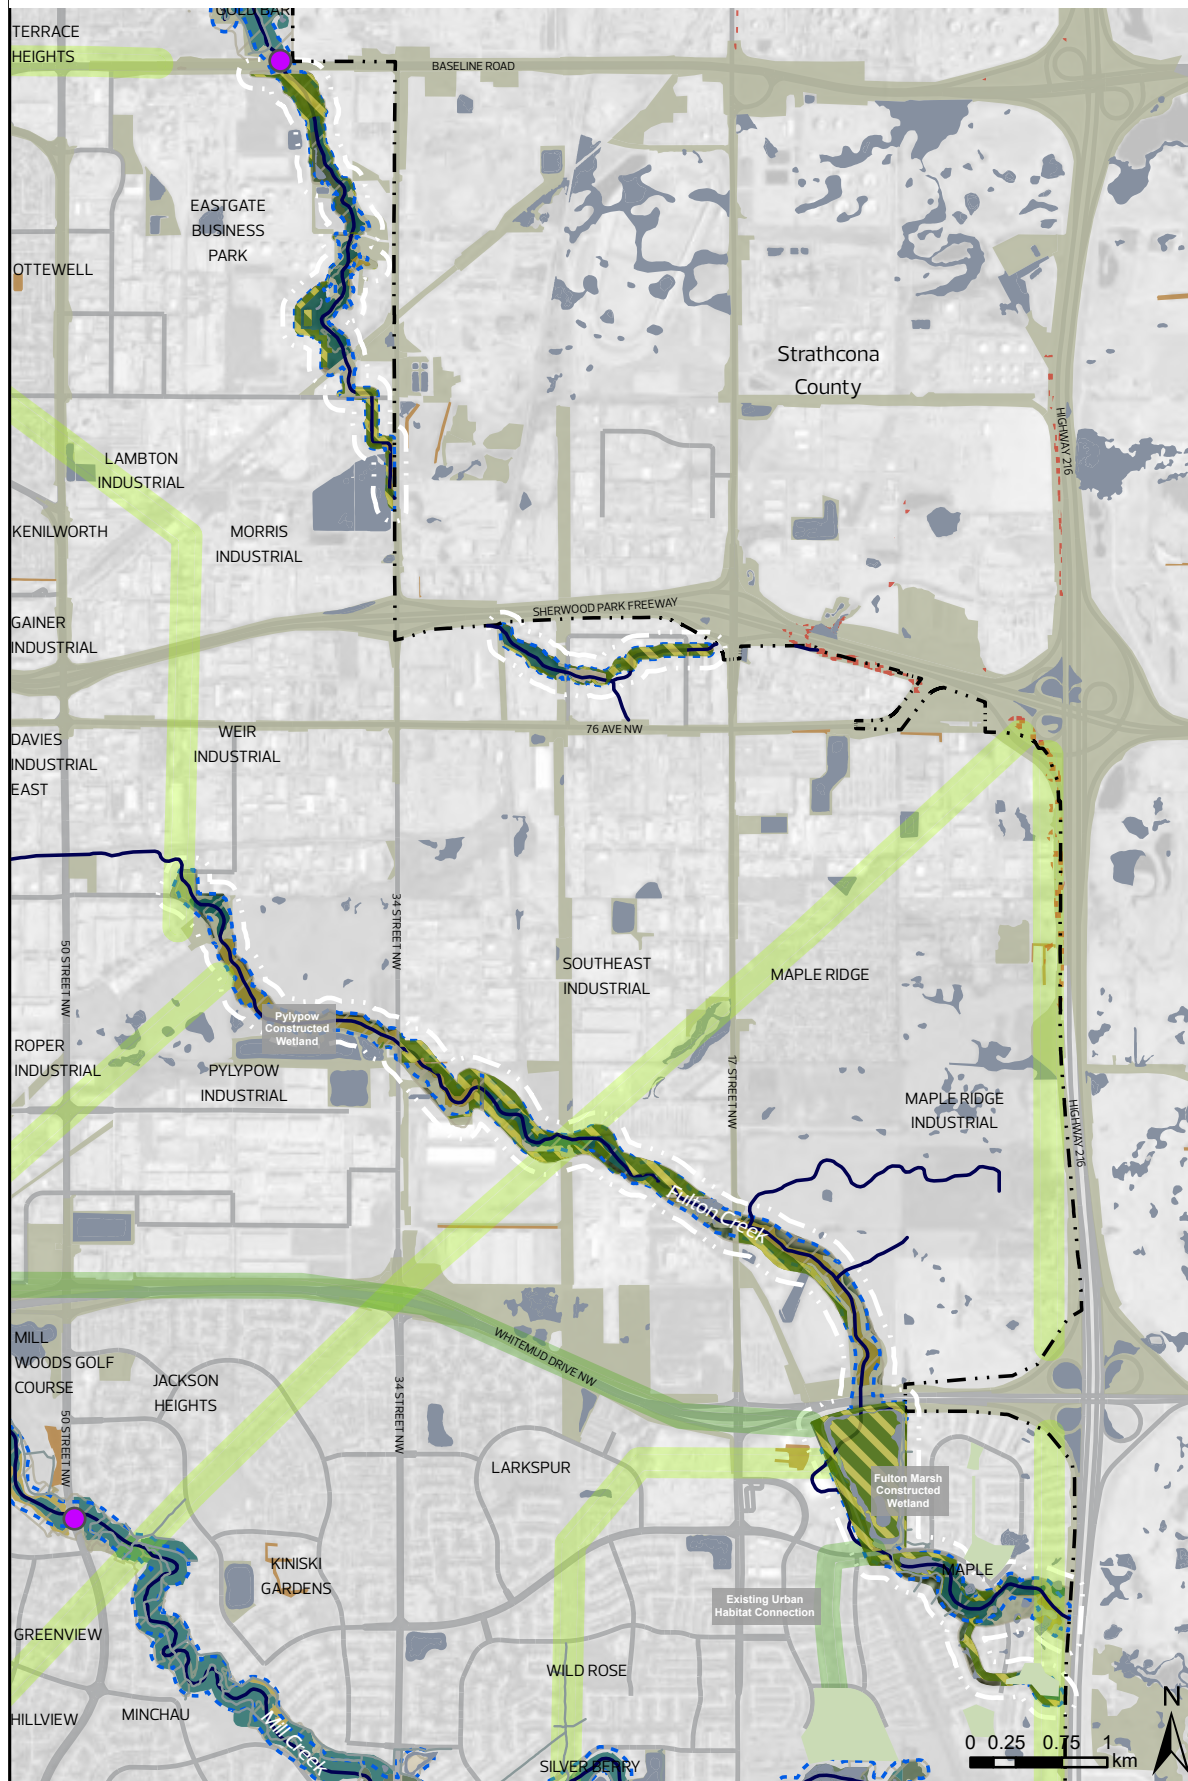 GOLD BAR
TERRACE
HEIGHTS
BASELINE ROAD
EASTGATE
BUSINESS
PARK
OTTEWELL
Strathcona
County
HIGHWAY 216
LAMBTON
INDUSTRIAL
KENILWORTH
MORRIS
INDUSTRIAL
SHERWOOD PARK FREEWAY
GAINER
INDUSTRIAL
76 AVE NW
WEIR
INDUSTRIAL
DAVIES
INDUSTRIAL
EAST
34 STREET NW
50 STREET NW
SOUTHEAST
INDUSTRIAL
MAPLE RIDGE
Pylypow
Constructed
Wetland
ROPER
INDUSTRIAL
PYLYPOW
INDUSTRIAL
17 STREET NW
MAPLE RIDGE
INDUSTRIAL
HIGHWAY 216
Fulton Creek
WHITEMUD DRIVE NW
MILL
WOODS GOLF
COURSE
JACKSON
HEIGHTS
34 STREET NW
50 STREET NW
LARKSPUR
Fulton Marsh
Constructed
Wetland
KINISKI
GARDENS
MAPLE
Existing Urban
Habitat Connection
GREENVIEW
WILD ROSE
HILLVIEW
MINCHAU
Mill Creek
SILVER BERRY
N
0 0.25 0.75 1
km